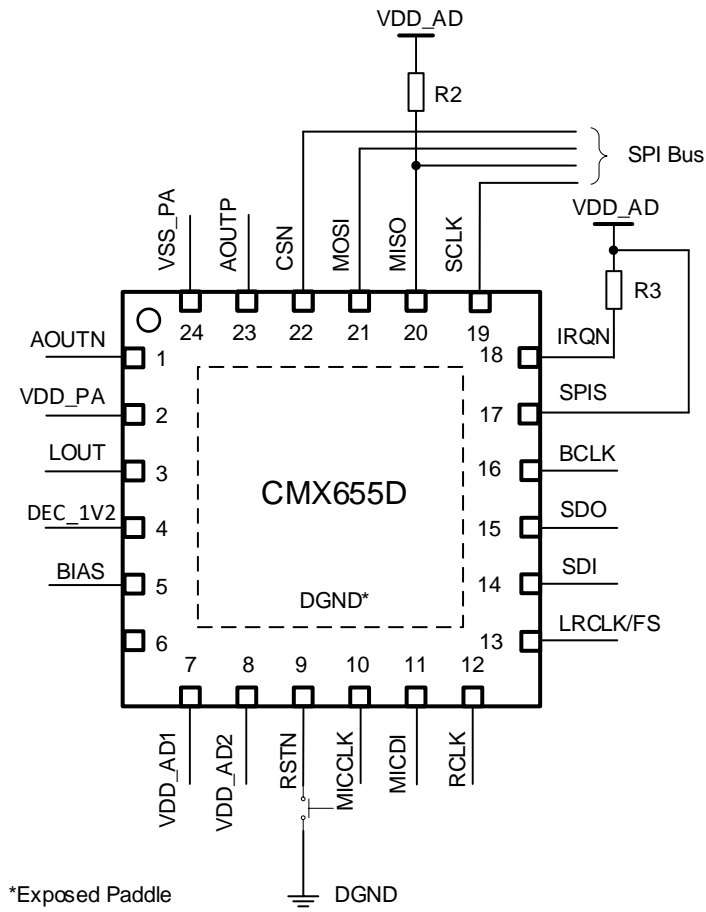 VDD_AD
R2
SPI Bus
VSS_PA
AOUTP
CSN
MOSI
MISO
SCLK
VDD_AD
R3
24
23
22
21
20
19
AOUTN
1
18
IRQN
VDD_PA
2
17
SPIS
LOUT
3
16
BCLK
CMX655D
DEC_1V2
4
15
SDO
BIAS
5
14
SDI
DGND*
6
13
LRCLK/FS
7
8
9
10
11
12
VDD_AD1
VDD_AD2
RSTN
MICCLK
MICDI
RCLK
*Exposed Paddle
DGND